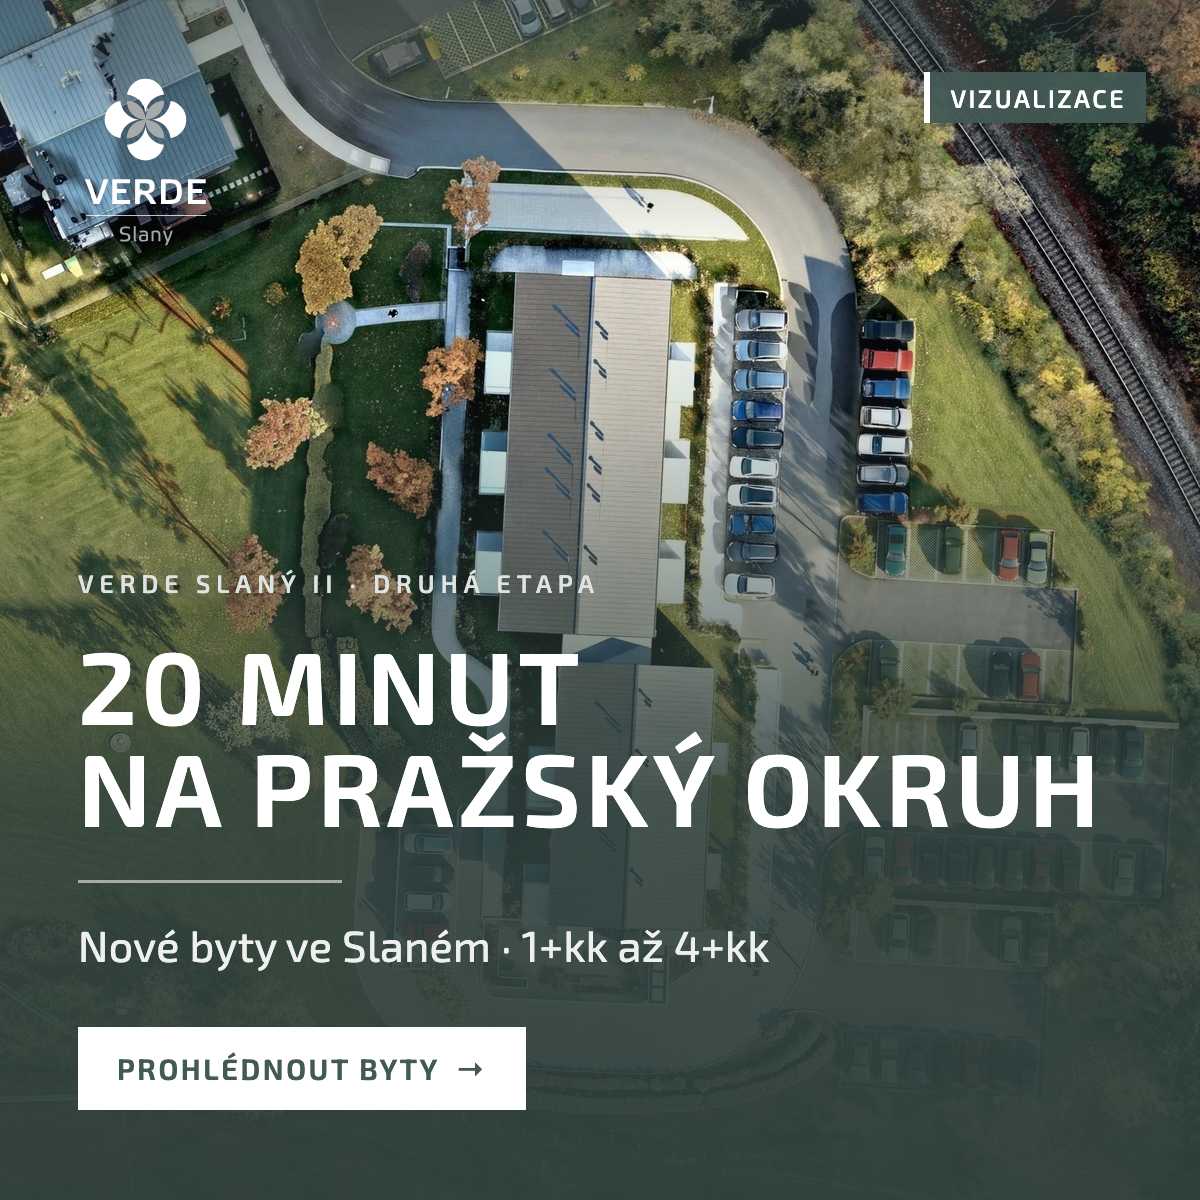 VERDE
Slaný
VIZUALIZACE
VERDE SLANÝ II · DRUHÁ ETAPA
20 MINUT
NA PRAŽSKÝ OKRUH
Nové byty ve Slaném · 1+kk až 4+kk
PROHLÉDNOUT BYTY →